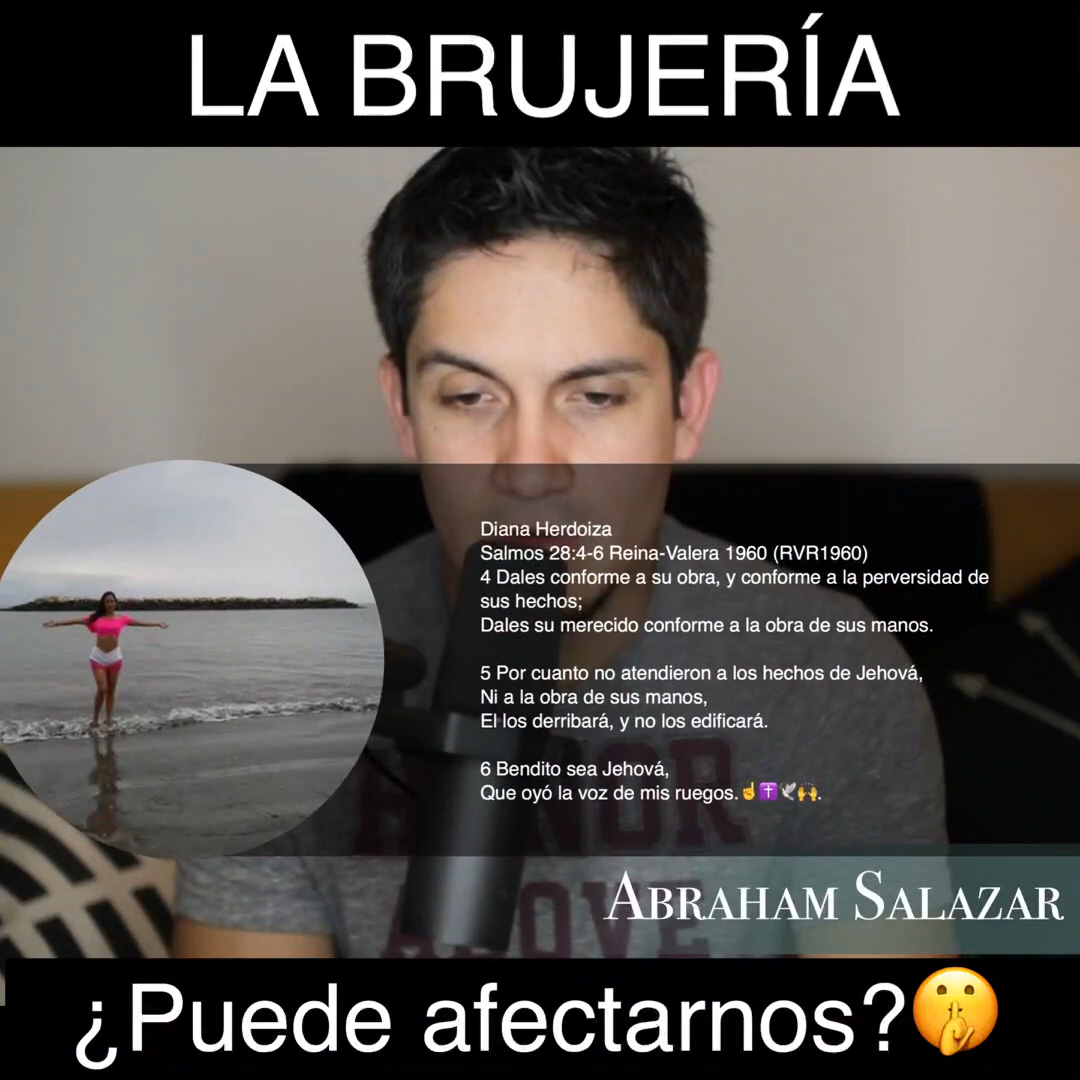 LA BRUJERÍA
Diana Herdoiza
Salmos 28:4-6 Reina-Valera 1960 (RVR1960)
4 Dales conforme a su obra, y conforme a la perversidad de
sus hechos;
Dales su merecido conforme a la obra de sus manos.
5 Por cuanto no atendieron a los hechos de Jehová,
Ni a la obra de sus manos,
El los derribará, y no los edificará.
6 Bendito sea Jehová,
Que oyó la voz de mis ruegos.☝️✝️🕊️🙌.
HONOR
ABOVE
ABRAHAM SALAZAR
¿Puede afectarnos?🤫